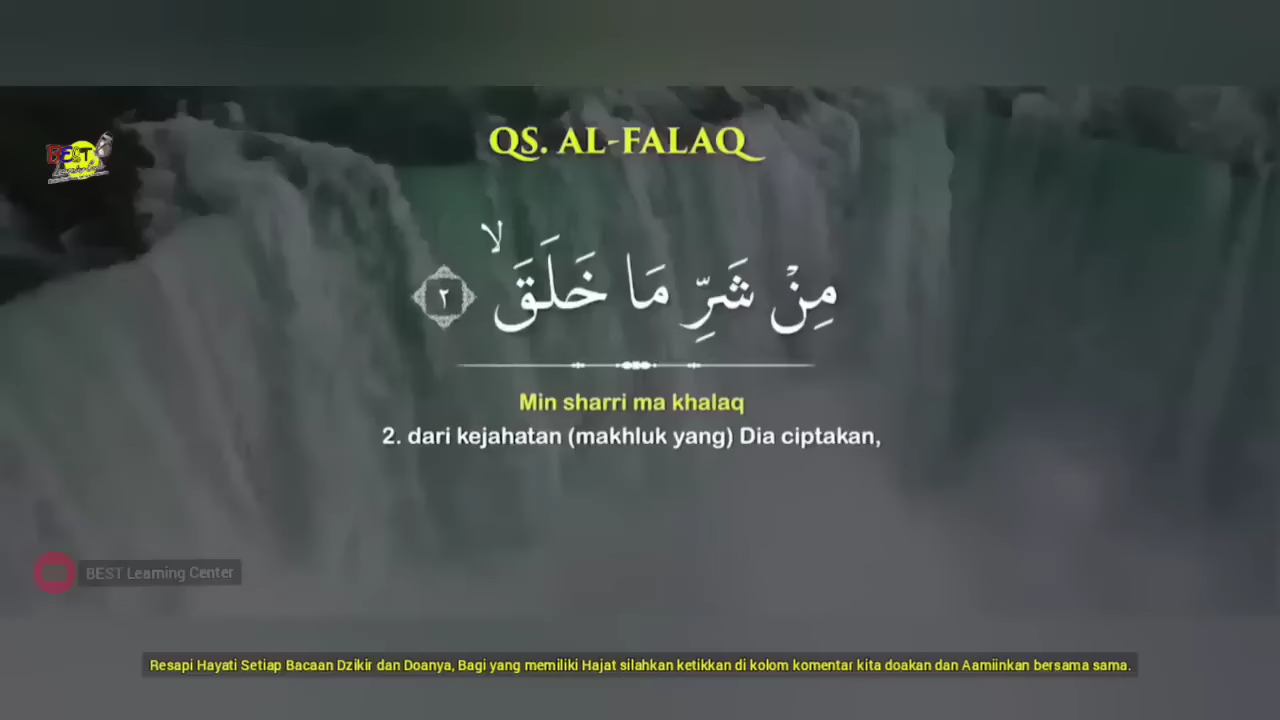 BEST
QS. AL-FALAQ
مِنْ شَرِّ مَا خَلَقَ ۙ ٢
Min sharri ma khalaq
2. dari kejahatan (makhluk yang) Dia ciptakan,
BEST Learning Center
Resapi Hayati Setiap Bacaan Dzikir dan Doanya, Bagi yang memiliki Hajat silahkan ketikkan di kolom komentar kita doakan dan Aamiinkan bersama sama.